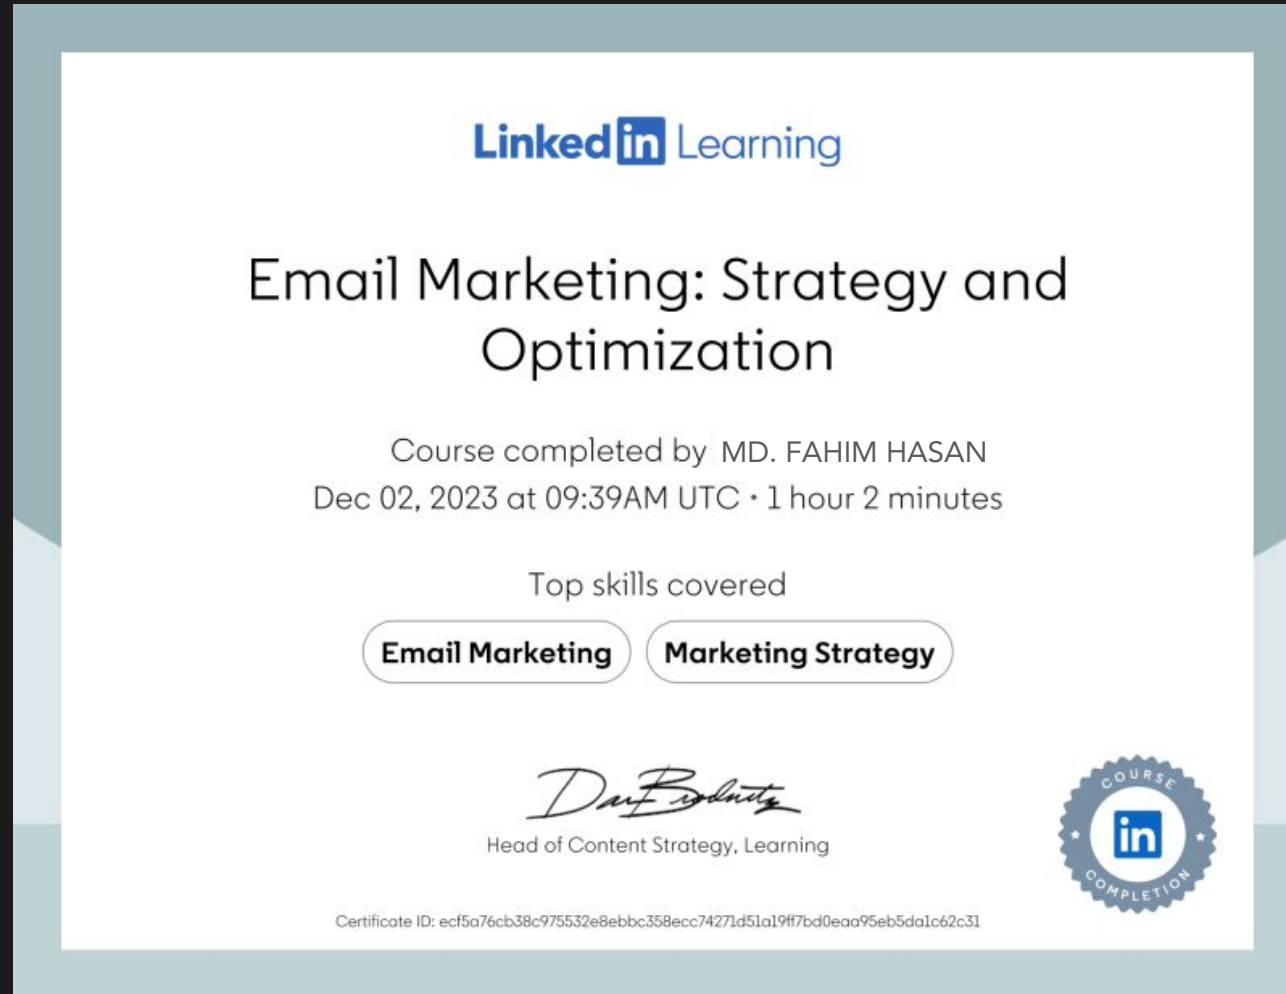 Linked in Learning
Email Marketing: Strategy and
Optimization
Course completed by MD. FAHIM HASAN
Dec 02, 2023 at 09:39AM UTC • 1 hour 2 minutes
Top skills covered
Email Marketing Marketing Strategy
Dan Brodnitz
Head of Content Strategy, Learning
COURSE
in
COMPLETION
Certificate ID: ecf5a76cb38c975532e8ebbc358ecc74271d51a19ff7bd0eaa95eb5da1c62c31